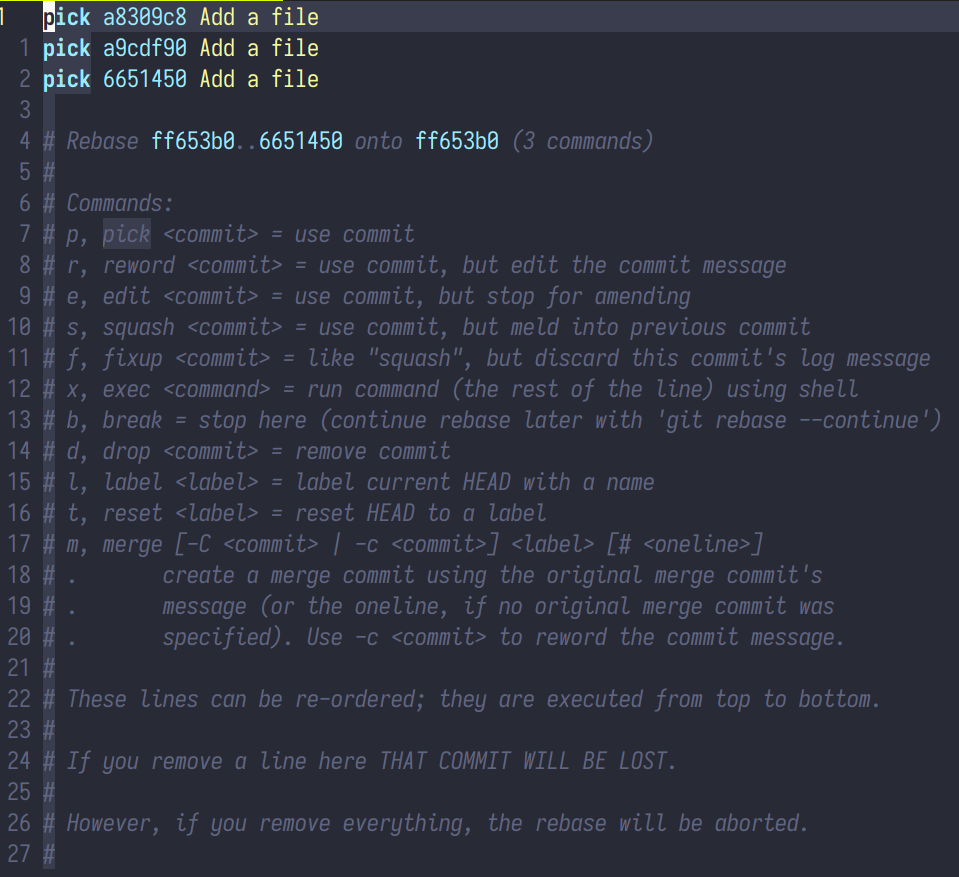 1 pick a8309c8 Add a file
1 pick a9cdf90 Add a file
2 pick 6651450 Add a file
3
4 # Rebase ff653b0..6651450 onto ff653b0 (3 commands)
5 #
6 # Commands:
7 # p, pick <commit> = use commit
8 # r, reword <commit> = use commit, but edit the commit message
9 # e, edit <commit> = use commit, but stop for amending
10 # s, squash <commit> = use commit, but meld into previous commit
11 # f, fixup <commit> = like "squash", but discard this commit's log message
12 # x, exec <command> = run command (the rest of the line) using shell
13 # b, break = stop here (continue rebase later with 'git rebase --continue')
14 # d, drop <commit> = remove commit
15 # l, label <label> = label current HEAD with a name
16 # t, reset <label> = reset HEAD to a label
17 # m, merge [-C <commit> | -c <commit>] <label> [# <oneline>]
18 # .       create a merge commit using the original merge commit's
19 # .       message (or the oneline, if no original merge commit was
20 # .       specified). Use -c <commit> to reword the commit message.
21 #
22 # These lines can be re-ordered; they are executed from top to bottom.
23 #
24 # If you remove a line here THAT COMMIT WILL BE LOST.
25 #
26 # However, if you remove everything, the rebase will be aborted.
27 #